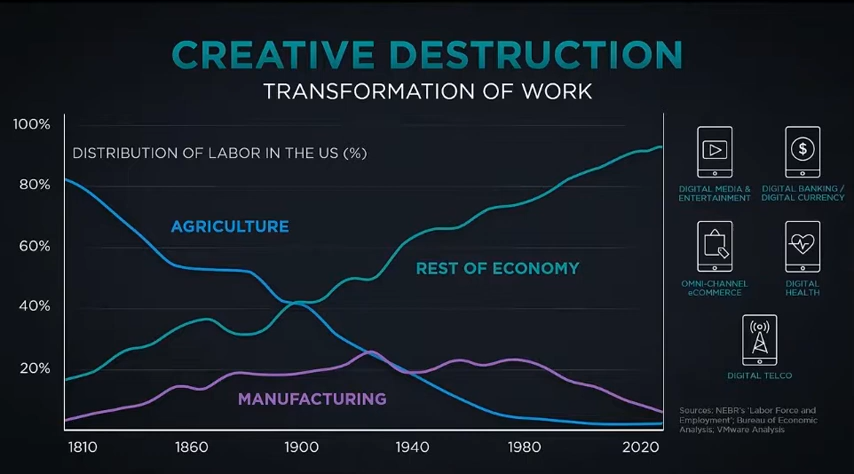 CREATIVE DESTRUCTION
TRANSFORMATION OF WORK
100%
80%
60%
40%
20%
DISTRIBUTION OF LABOR IN THE US (%)
AGRICULTURE
REST OF ECONOMY
MANUFACTURING
1810
1860
1900
1940
1980
2020
$
DIGITAL MEDIA &
ENTERTAINMENT
DIGITAL BANKING /
DIGITAL CURRENCY
OMNI-CHANNEL
eCOMMERCE
DIGITAL
HEALTH
DIGITAL TELCO
Sources: NEBR's 'Labor Force and
Employment'; Bureau of Economic
Analysis; VMware Analysis